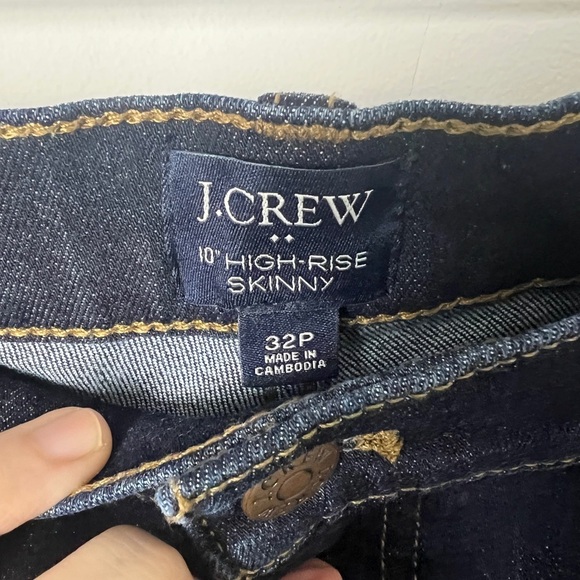 J.CREW
10" HIGH-RISE
SKINNY
32P
MADE IN
CAMBODIA